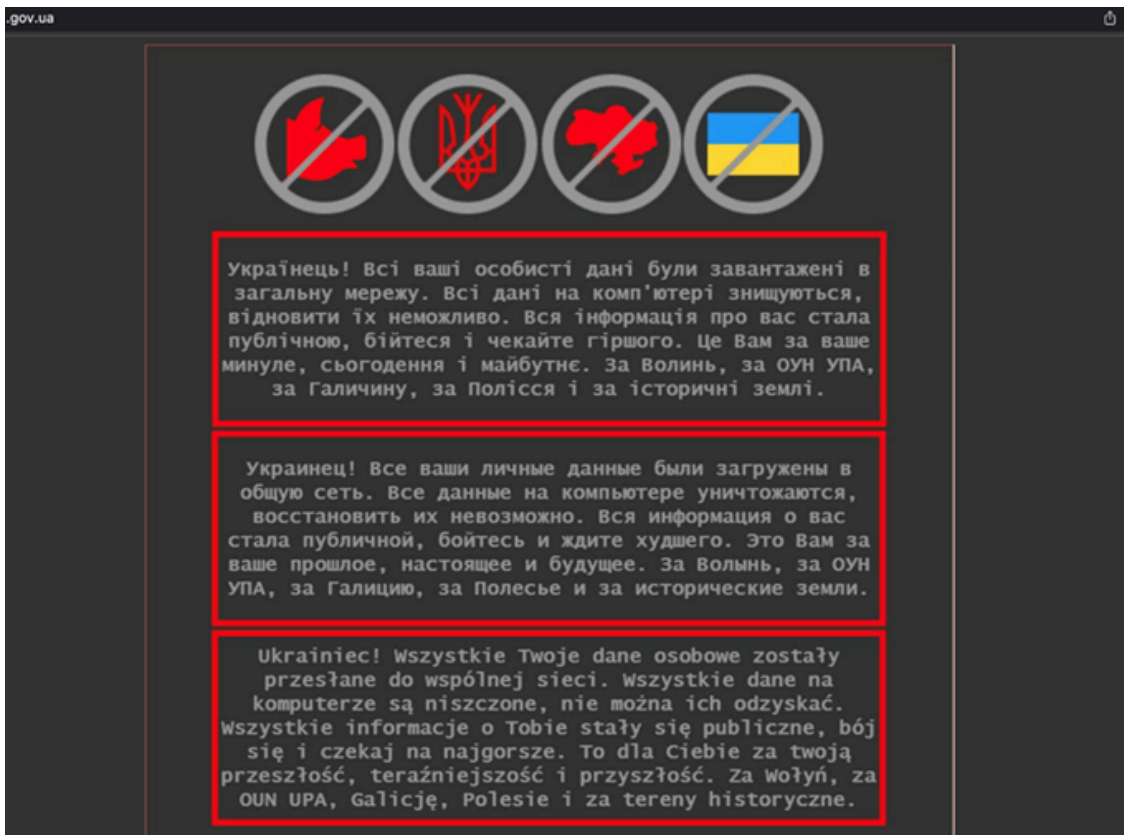 .gov.ua
Українець! Всі ваші особисті дані були завантажені в
загальну мережу. Всі дані на комп'ютері знищуються,
відновити їх неможливо. Вся інформація про вас стала
публічною, бійтеся і чекайте гіршого. Це Вам за ваше
минуле, сьогодення і майбутнє. За Волинь, за ОУН УПА,
за Галичину, за Полісся і за історичні землі.
Украинец! Все ваши личные данные были загружены в
общую сеть. Все данные на компьютере уничтожаются,
восстановить их невозможно. Вся информация о вас
стала публичной, бойтесь и ждите худшего. Это Вам за
ваше прошлое, настоящее и будущее. За Волынь, за ОУН
УПА, за Галицию, за Полесье и за исторические земли.
Ukrainiec! Wszystkie Twoje dane osobowe zostały
przesłane do wspólnej sieci. Wszystkie dane na
komputerze są niszczone, nie można ich odzyskać.
Wszystkie informacje o Tobie stały się publiczne, bój
się i czekaj na najgorsze. To dla Ciebie za twoją
przeszłość, teraźniejszość i przyszłość. Za Wołyń, za
OUN UPA, Galicję, Polesie i za tereny historyczne.